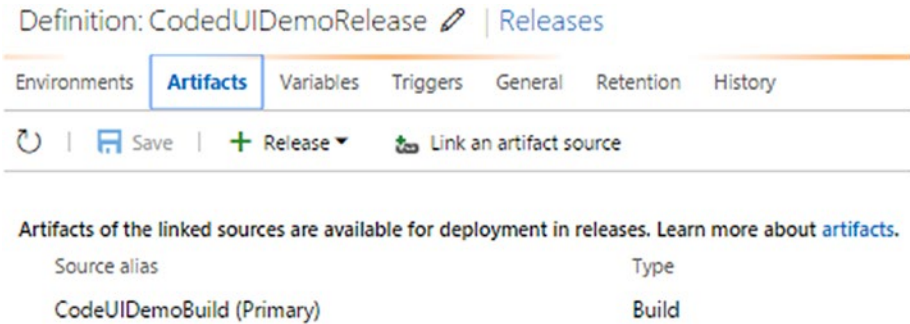 Definition: CodedUIDemoRelease | Releases
Environments Artifacts Variables Triggers General Retention History
Save | + Release Link an artifact source
Artifacts of the linked sources are available for deployment in releases. Learn more about artifacts.
Source alias Type
CodeUIDemoBuild (Primary) Build